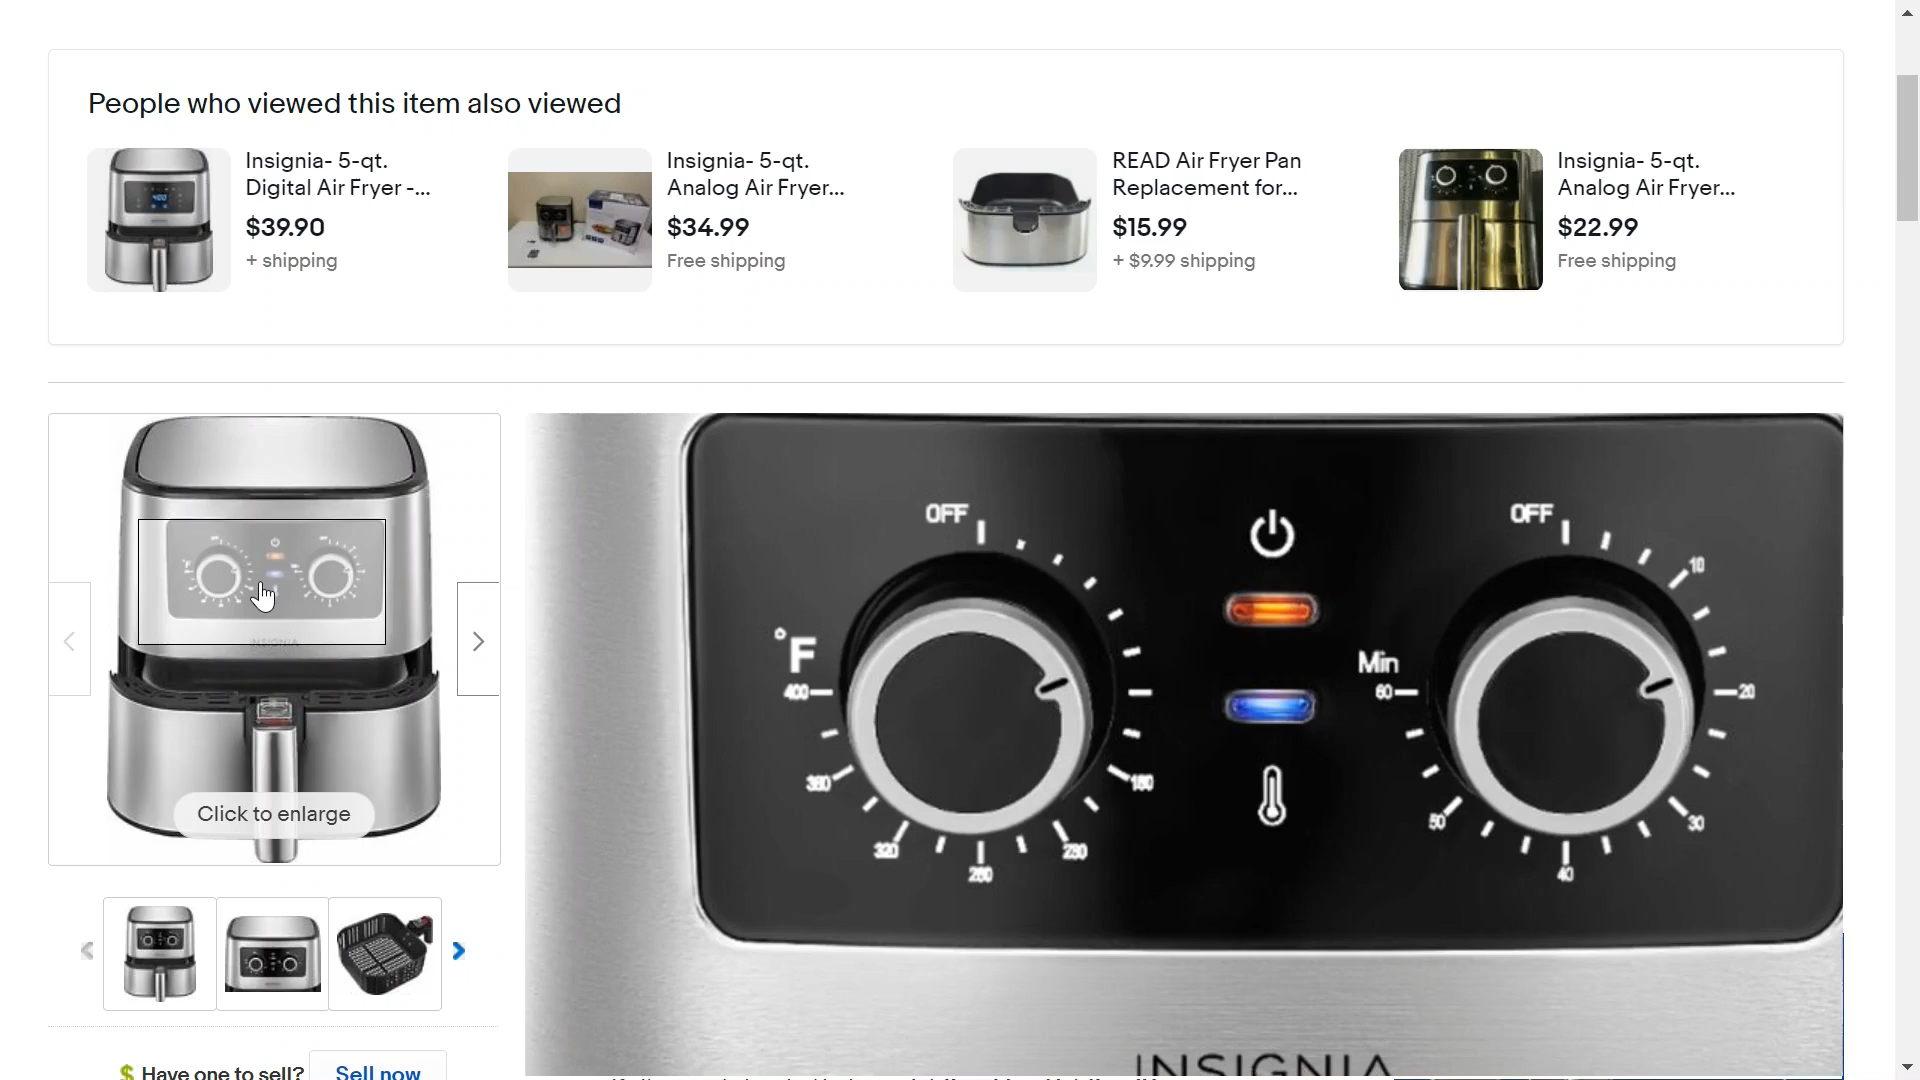 People who viewed this item also viewed
Insignia- 5-qt.
Digital Air Fryer -...
$39.90
+ shipping
Insignia- 5-qt.
Analog Air Fryer...
$34.99
Free shipping
READ Air Fryer Pan
Replacement for...
$15.99
+ $9.99 shipping
Insignia- 5-qt.
Analog Air Fryer...
$22.99
Free shipping
INSIGNIA
Click to enlarge
$ Have one to sell? Sell now
OFF
°F
400
360
320
OFF
10
Min
60
20
50
30
40
INSIGNIA